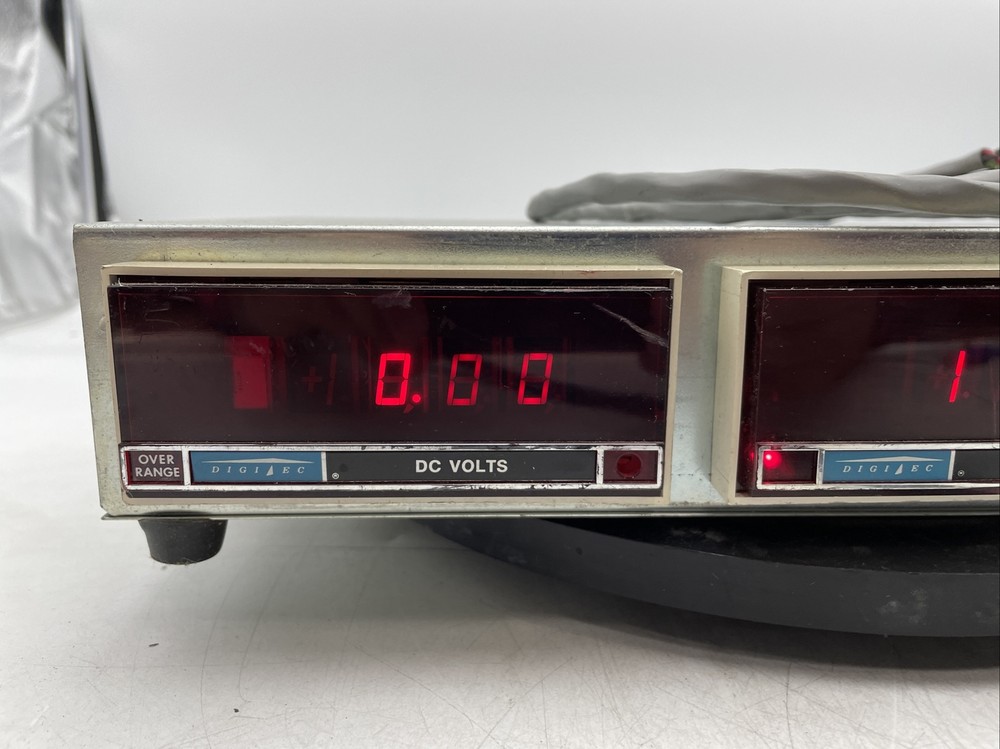 0.00
1
OVER
RANGE
DIGITEC
®
DC VOLTS
DIGITEC
®